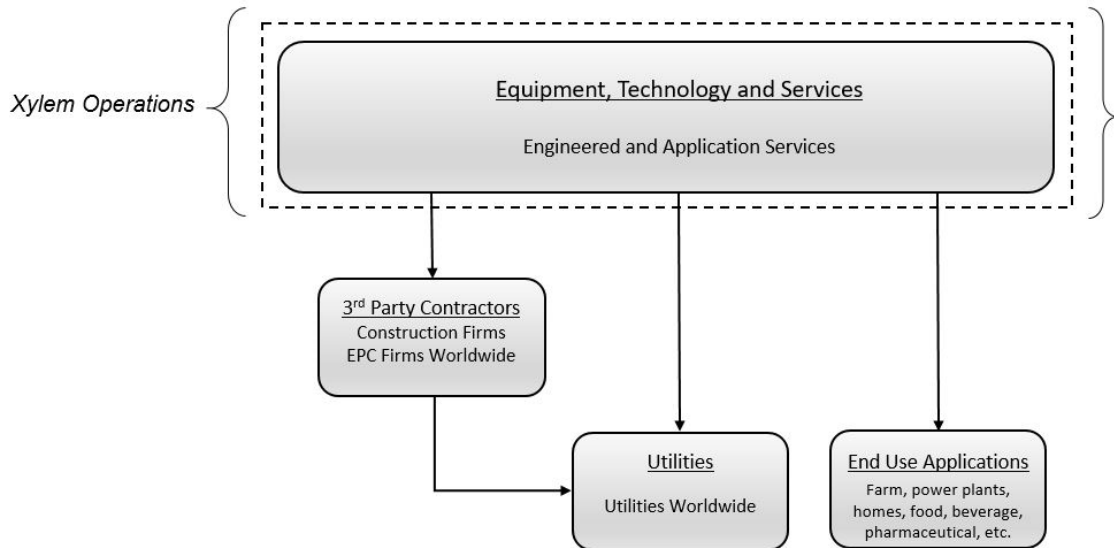 Xylem Operations
Equipment, Technology and Services
Engineered and Application Services
3rd Party Contractors
Construction Firms
EPC Firms Worldwide
Utilities
Utilities Worldwide
End Use Applications
Farm, power plants,
homes, food, beverage,
pharmaceutical, etc.